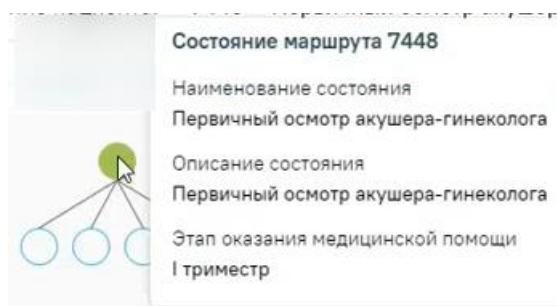 Состояние маршрута 7448
Наименование состояния
Первичный осмотр акушера-гинеколога
Описание состояния
Первичный осмотр акушера-гинеколога
Этап оказания медицинской помощи
I триместр